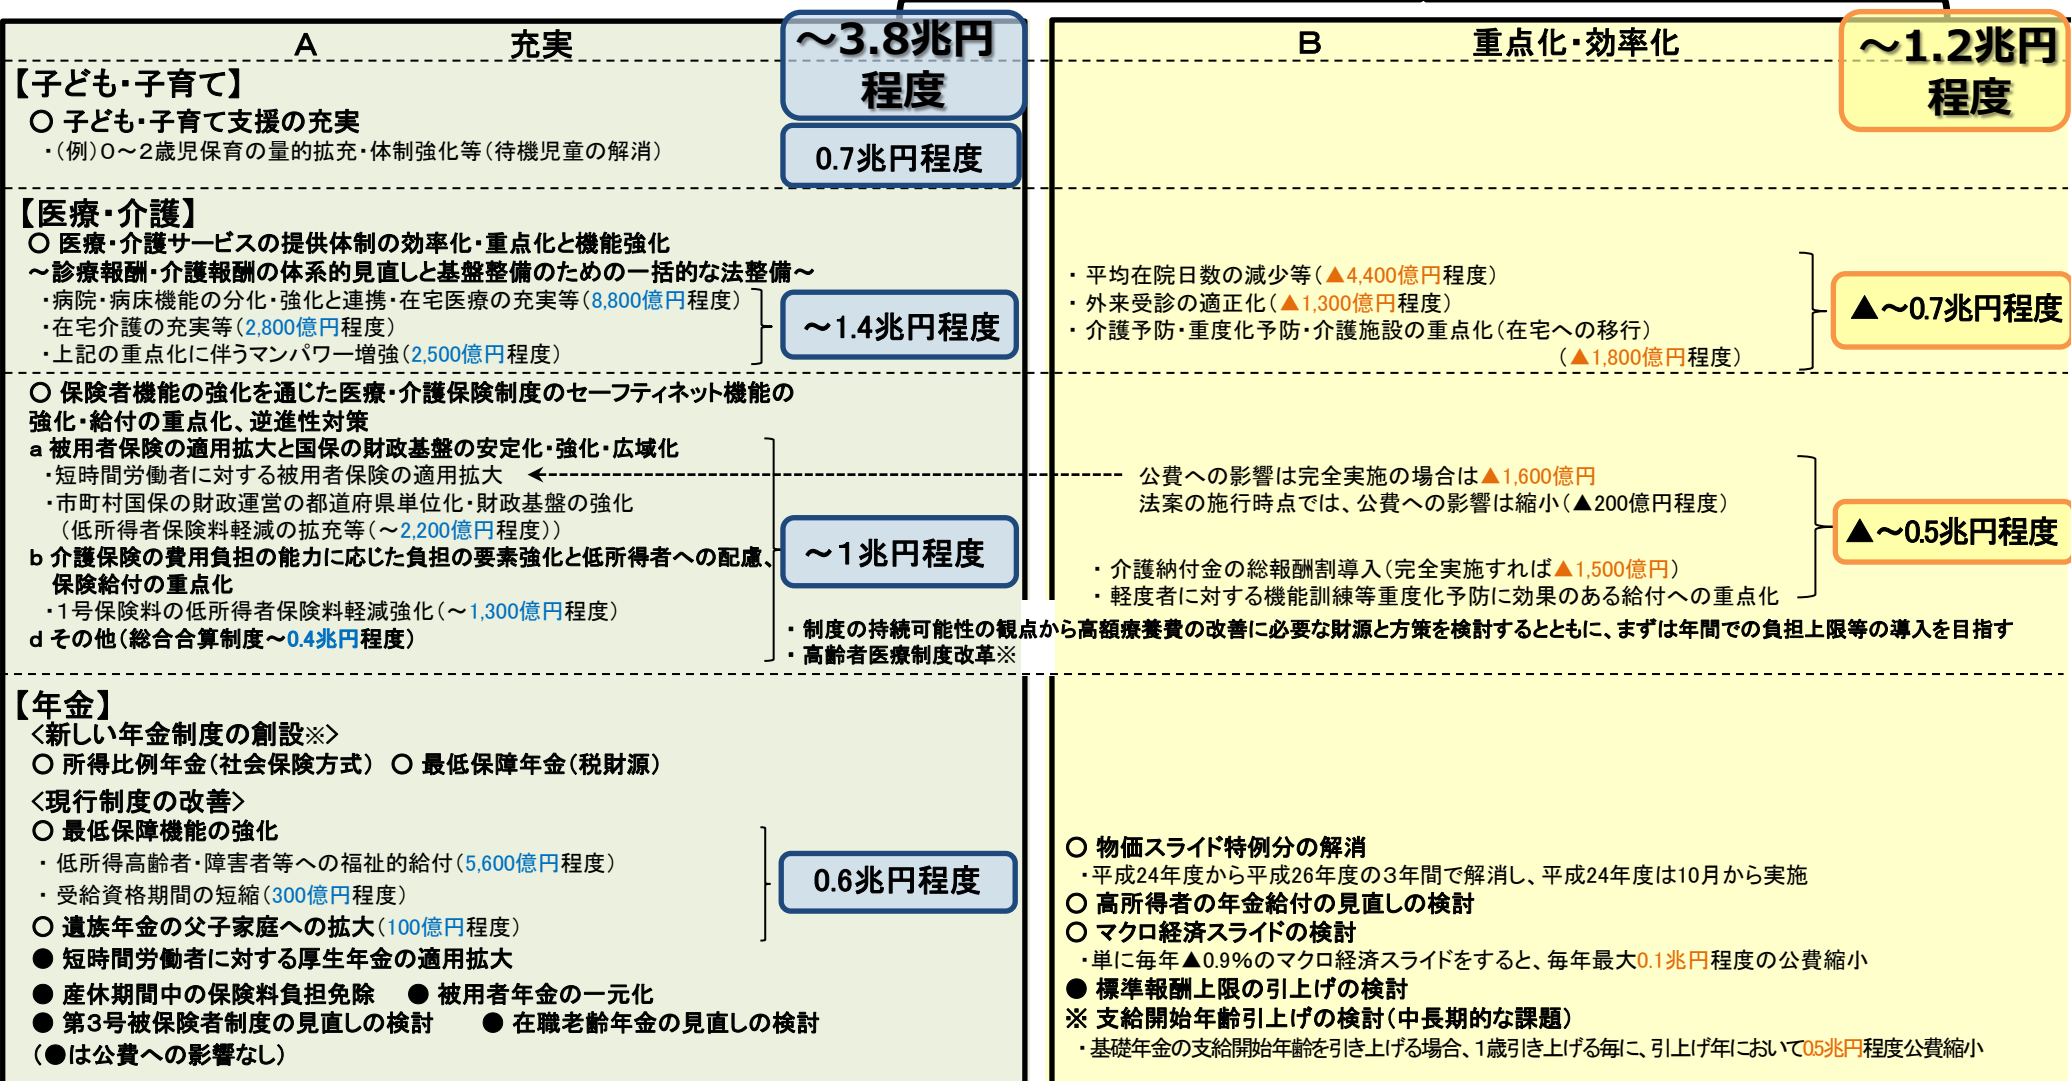 A 充実
～3.8兆円
程度
【子ども・子育て】
○ 子ども・子育て支援の充実
・(例)0～2歳児保育の量的拡充・体制強化等(待機児童の解消)
0.7兆円程度
【医療・介護】
○ 医療・介護サービスの提供体制の効率化・重点化と機能強化
～診療報酬・介護報酬の体系的見直しと基盤整備のための一括的な法整備～
・病院・病床機能の分化・強化と連携・在宅医療の充実等(8,800億円程度)
・在宅介護の充実等(2,800億円程度)
・上記の重点化に伴うマンパワー増強(2,500億円程度)
～1.4兆円程度
○ 保険者機能の強化を通じた医療・介護保険制度のセーフティネット機能の
強化・給付の重点化、逆進性対策
a 被用者保険の適用拡大と国保の財政基盤の安定化・強化・広域化
・短時間労働者に対する被用者保険の適用拡大
・市町村国保の財政運営の都道府県単位化・財政基盤の強化
(低所得者保険料軽減の拡充等(～2,200億円程度))
b 介護保険の費用負担の能力に応じた負担の要素強化と低所得者への配慮、
保険給付の重点化
・1号保険料の低所得者保険料軽減強化(～1,300億円程度)
d その他(総合合算制度～0.4兆円程度)
～1兆円程度
・ 制度の持続可能性の観点から高額療養費の改善に必要な財源と方策を検討するとともに、まずは年間での負担上限等の導入を目指す
・ 高齢者医療制度改革※
【年金】
<新しい年金制度の創設※>
○ 所得比例年金(社会保険方式) ○ 最低保障年金(税財源)
<現行制度の改善>
○ 最低保障機能の強化
・ 低所得高齢者・障害者等への福祉的給付(5,600億円程度)
・ 受給資格期間の短縮(300億円程度)
○ 遺族年金の父子家庭への拡大(100億円程度)
0.6兆円程度
● 短時間労働者に対する厚生年金の適用拡大
● 産休期間中の保険料負担免除 ● 被用者年金の一元化
● 第3号被保険者制度の見直しの検討 ● 在職老齢年金の見直しの検討
(●は公費への影響なし)
B 重点化・効率化
～1.2兆円
程度
・ 平均在院日数の減少等(▲4,400億円程度)
・ 外来受診の適正化(▲1,300億円程度)
・ 介護予防・重度化予防・介護施設の重点化(在宅への移行)
(▲1,800億円程度)
▲～0.7兆円程度
公費への影響は完全実施の場合は▲1,600億円
法案の施行時点では、公費への影響は縮小(▲200億円程度)
・ 介護納付金の総報酬割導入(完全実施すれば▲1,500億円)
・ 軽度者に対する機能訓練等重度化予防に効果のある給付への重点化
▲～0.5兆円程度
○ 物価スライド特例分の解消
・平成24年度から平成26年度の3年間で解消し、平成24年度は10月から実施
○ 高所得者の年金給付の見直しの検討
○ マクロ経済スライドの検討
・単に毎年▲0.9%のマクロ経済スライドをすると、毎年最大0.1兆円程度の公費縮小
● 標準報酬上限の引上げの検討
※ 支給開始年齢引上げの検討(中長期的な課題)
・基礎年金の支給開始年齢を引き上げる場合、1歳引き上げる毎に、引上げ年において0.5兆円程度公費縮小